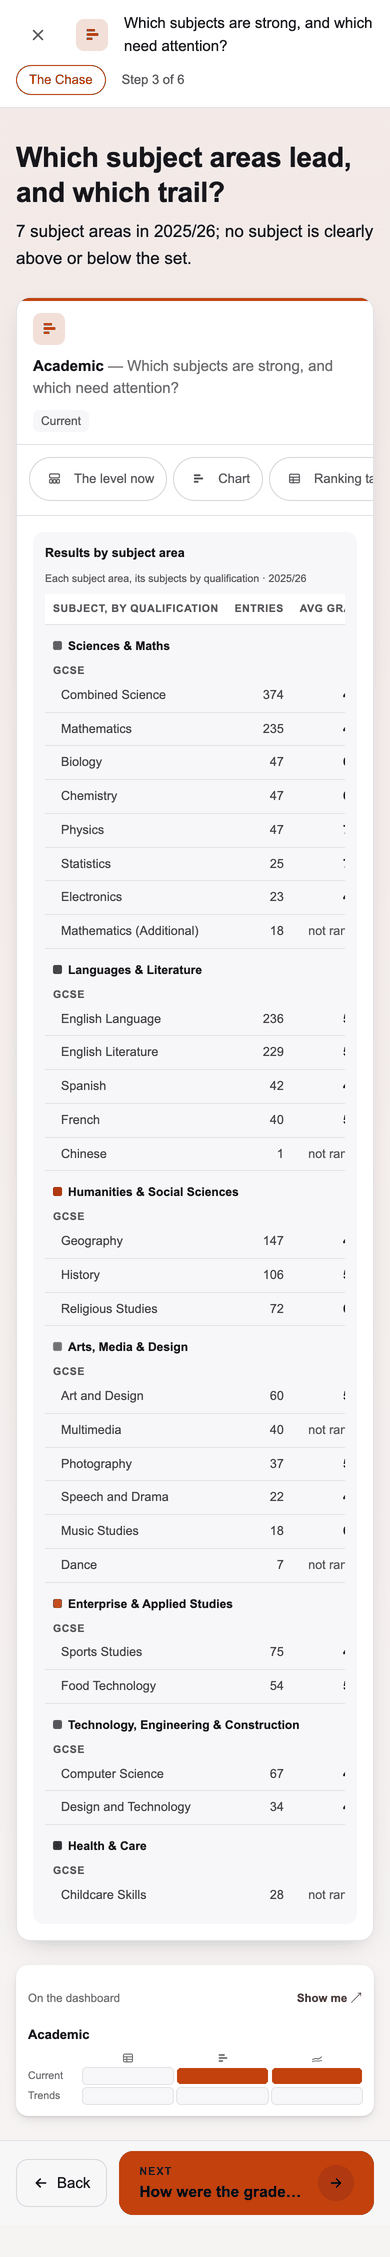 Which subjects are strong, and which
need attention?
The Chase
Step 3 of 6
Which subject areas lead,
and which trail?
7 subject areas in 2025/26; no subject is clearly
above or below the set.
Academic — Which subjects are strong, and
which need attention?
Current
The level now
Chart
Ranking
Results by subject area
Each subject area, its subjects by qualification · 2025/26
SUBJECT, BY QUALIFICATION ENTRIES AVG
Sciences & Maths
GCSE
Combined Science 374
Mathematics 235
Biology 47
Chemistry 47
Physics 47
Statistics 25
Electronics 23
Mathematics (Additional) 18 not
Languages & Literature
GCSE
English Language 236
English Literature 229
Spanish 42
French 40
Chinese 1 not
Humanities & Social Sciences
GCSE
Geography 147
History 106
Religious Studies 72
Arts, Media & Design
GCSE
Art and Design 60
Multimedia 40 not
Photography 37
Speech and Drama 22
Music Studies 18
Dance 7 not
Enterprise & Applied Studies
GCSE
Sports Studies 75
Food Technology 54
Technology, Engineering & Construction
GCSE
Computer Science 67
Design and Technology 34
Health & Care
GCSE
Childcare Skills 28 not
On the dashboard
Show me
Academic
Current
Trends
Back
NEXT
How were the grade...